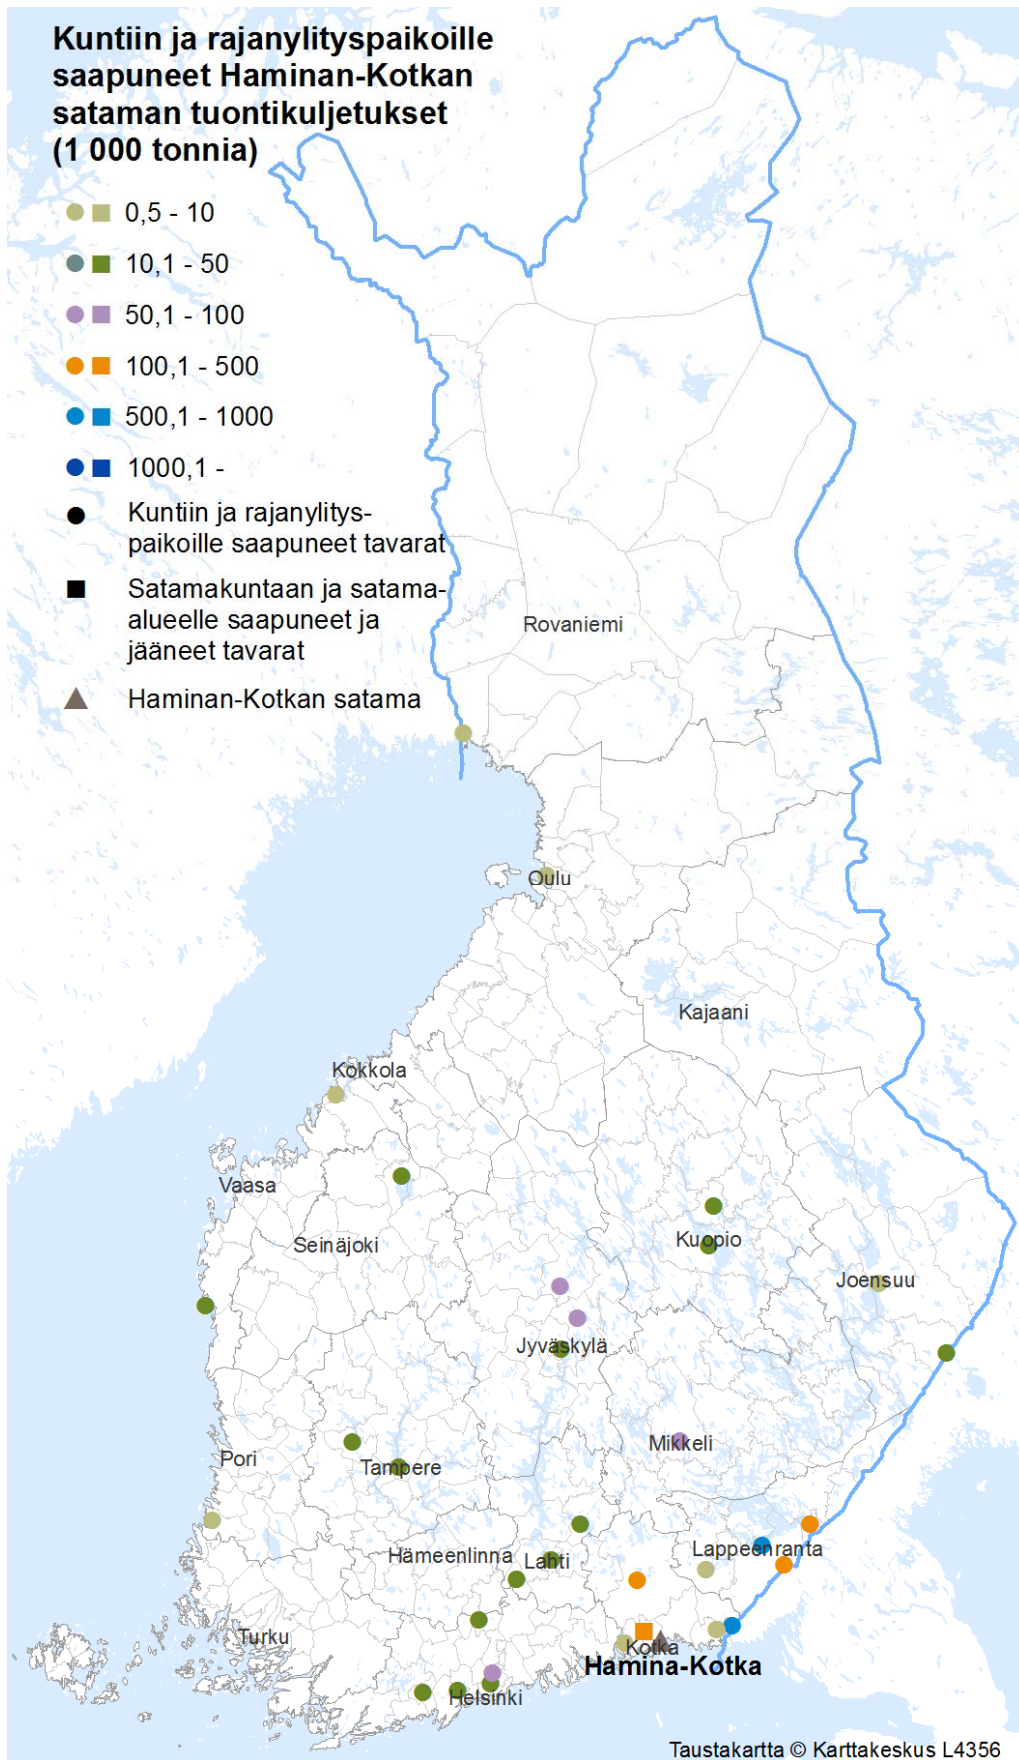 Kuntiin ja rajanylityspaikoille
saapuneet Haminan-Kotkan
sataman tuontikuljetukset
(1 000 tonnia)
0,5 - 10
10,1 - 50
50,1 - 100
100,1 - 500
500,1 - 1000
1000,1 -
Kuntiin ja rajanylitys-
paikoille saapuneet tavarat
Satamakuntaan ja satama-
alueelle saapuneet ja
jääneet tavarat
Haminan-Kotkan satama
Rovaniemi
Oulu
Kajaani
Kokkola
Vaasa
Seinäjoki
Kuopio
Joensuu
Jyväskylä
Mikkeli
Pori
Tampere
Lappeenranta
Hämeenlinna
Lahti
Turku
Kotka
Hamina-Kotka
Helsinki
Taustakartta © Karttakeskus L4356